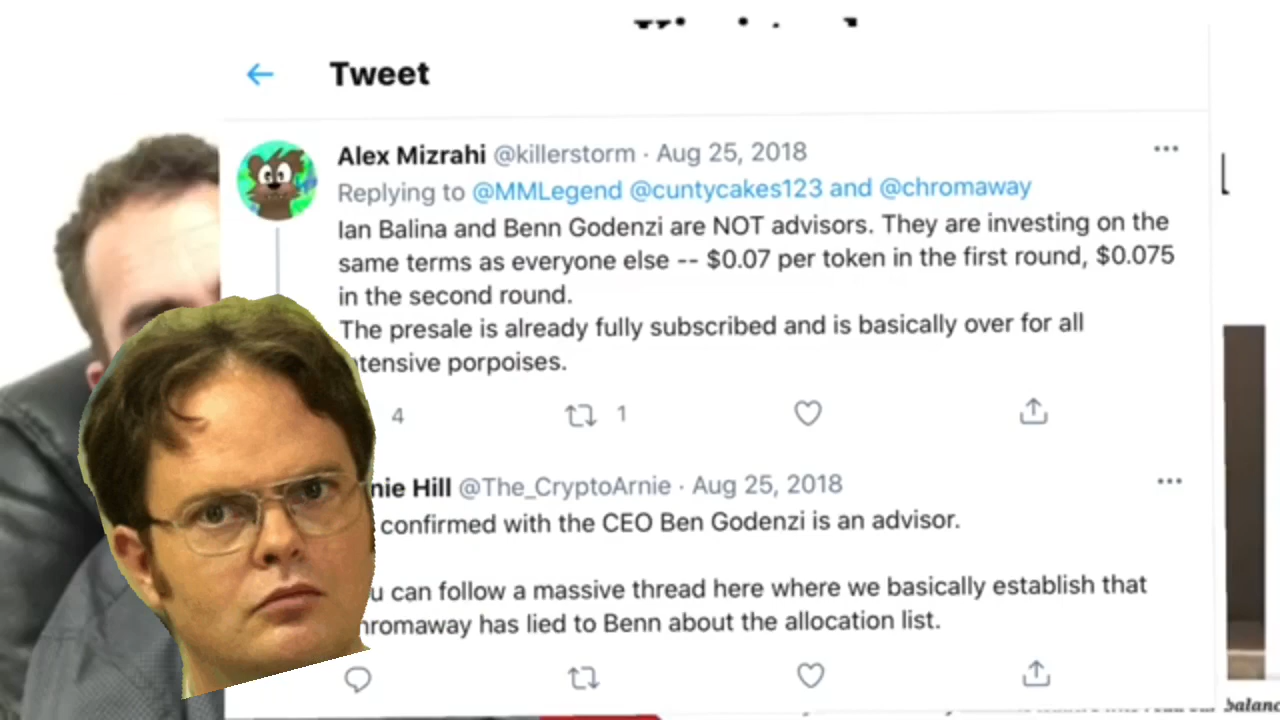 Tweet
Alex Mizrahi @killerstorm · Aug 25, 2018
Replying to @MMLegend @cuntycakes123 and @chromaway
Ian Balina and Benn Godenzi are NOT advisors. They are investing on the
same terms as everyone else -- $0.07 per token in the first round, $0.075
in the second round.
The presale is already fully subscribed and is basically over for all
tensive porpoises.
4
1
nie Hill @The_CryptoArnie · Aug 25, 2018
confirmed with the CEO Ben Godenzi is an advisor.
u can follow a massive thread here where we basically establish that
hromaway has lied to Benn about the allocation list.